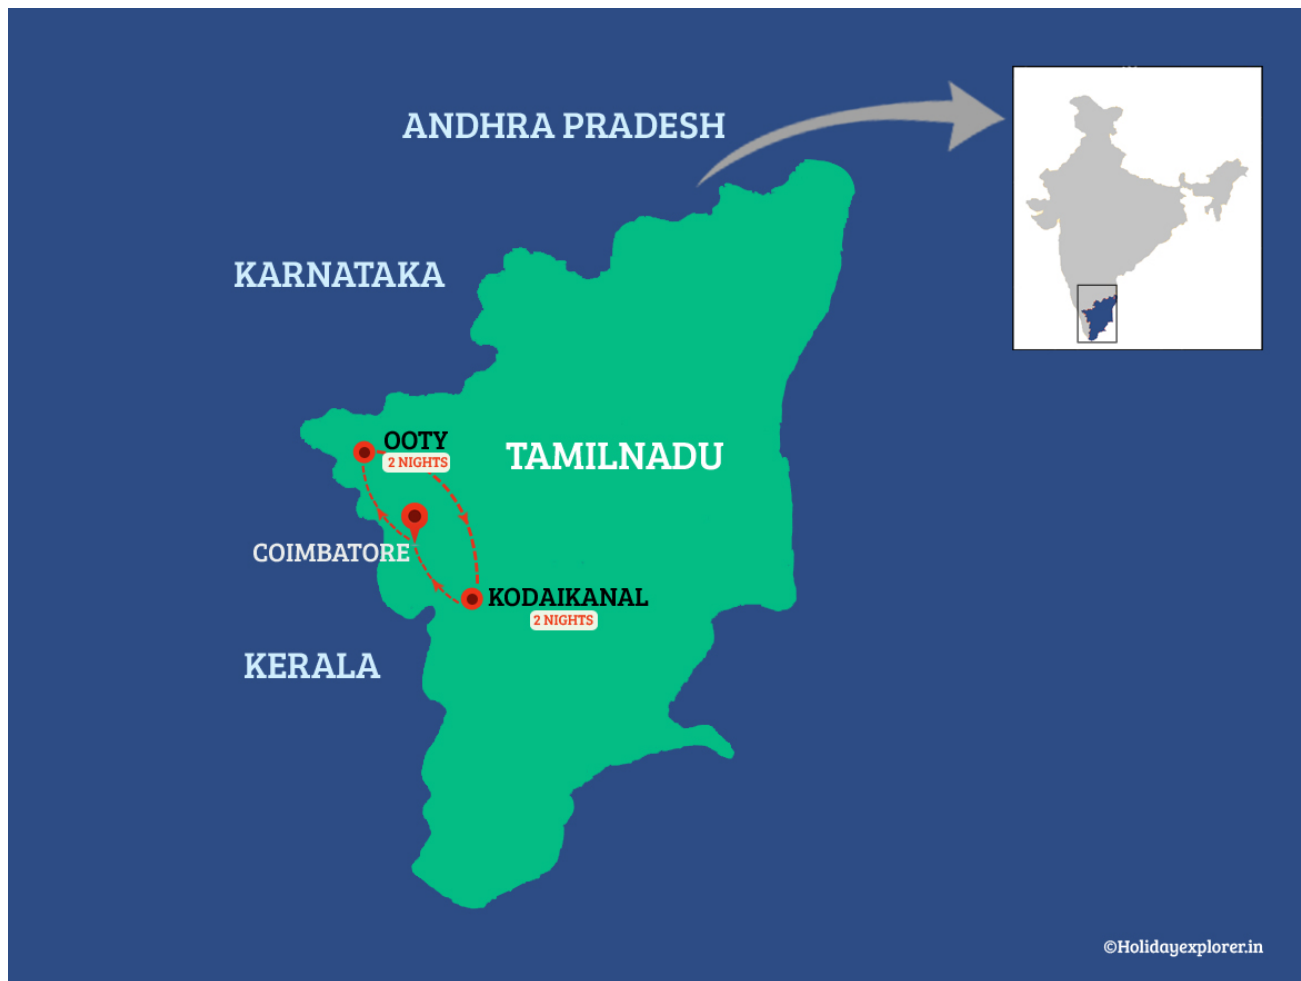 ANDHRA PRADESH
KARNATAKA
OOTY
2 NIGHTS
TAMILNADU
COIMBATORE
KODAIKANAL
2 NIGHTS
KERALA
©Holidayexplorer.in